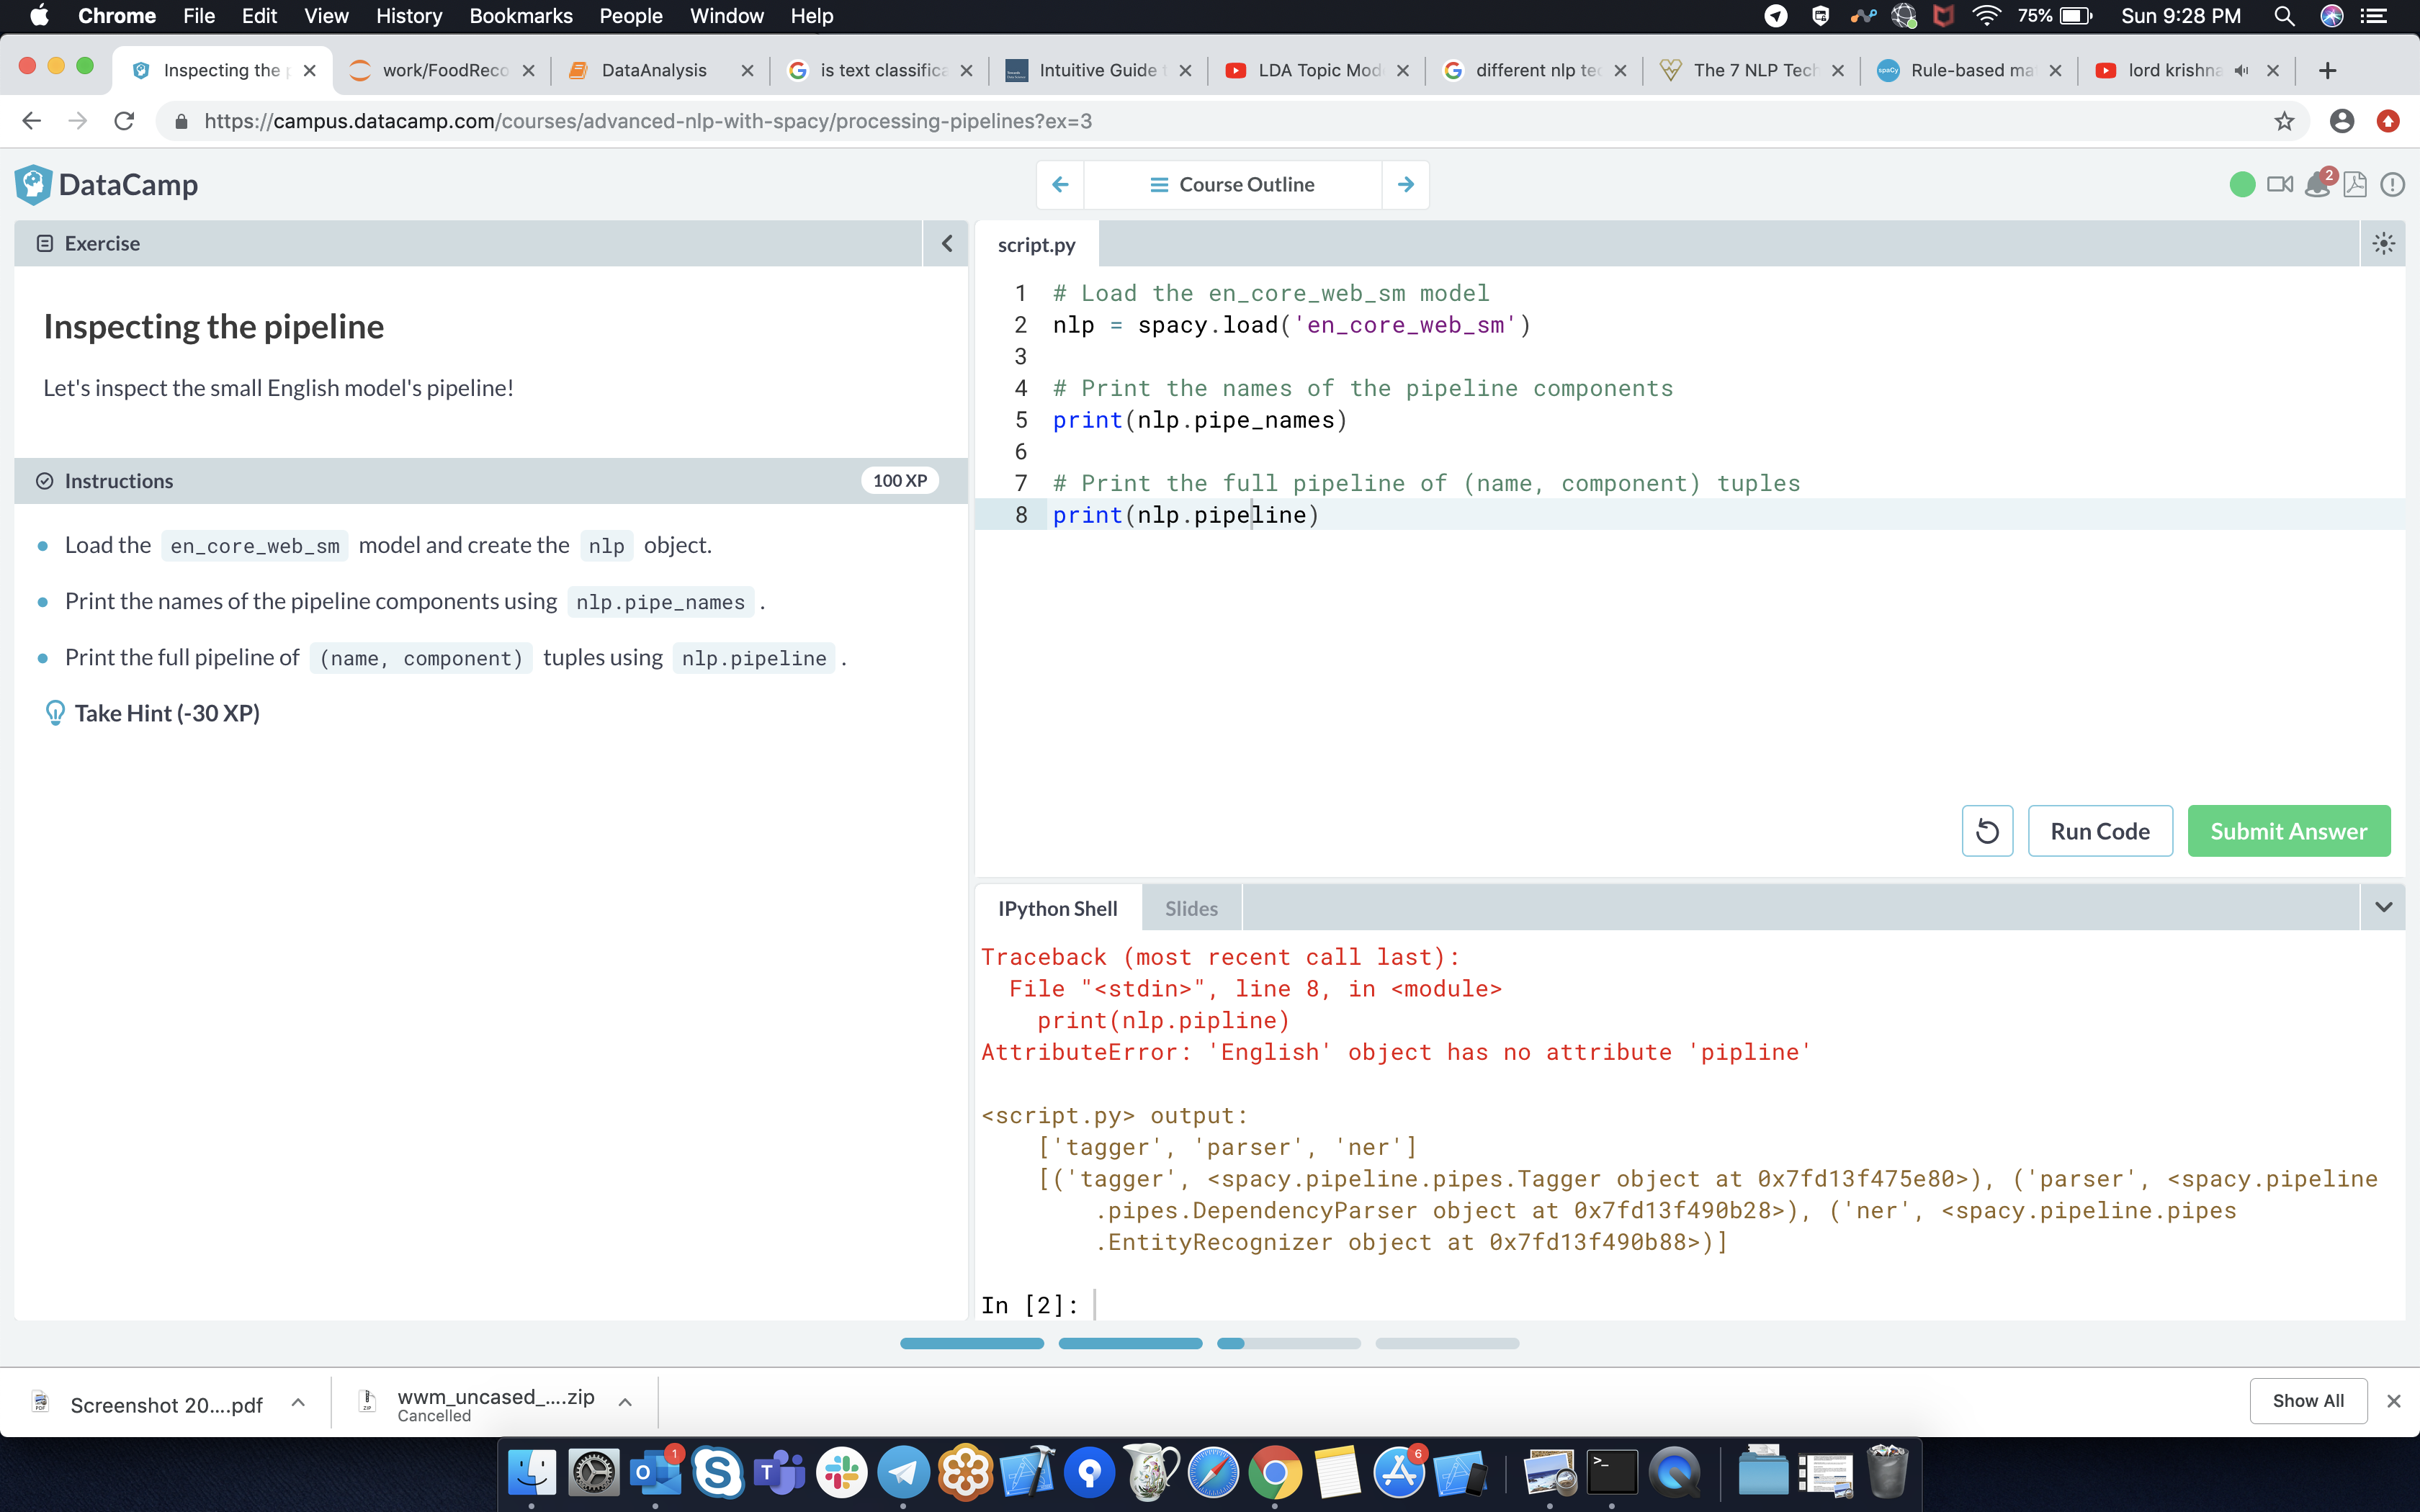 Chrome File Edit View History Bookmarks People Window Help 75% Sun 9:28 PM
Inspecting the work/FoodReco DataAnalysis is text classifica Intuitive Guide LDA Topic Mod different nlp tec The 7 NLP Tech spaCy Rule-based ma lord krishna
https://campus.datacamp.com/courses/advanced-nlp-with-spacy/processing-pipelines?ex=3
DataCamp
Course Outline
2
Exercise
Inspecting the pipeline
Let's inspect the small English model's pipeline!
Instructions
100 XP
Load the en_core_web_sm model and create the nlp object.
Print the names of the pipeline components using nlp.pipe_names .
Print the full pipeline of (name, component) tuples using nlp.pipeline .
Take Hint (-30 XP)
script.py
1 # Load the en_core_web_sm model
2 nlp = spacy.load('en_core_web_sm')
3
4 # Print the names of the pipeline components
5 print(nlp.pipe_names)
6
7 # Print the full pipeline of (name, component) tuples
8 print(nlp.pipeline)
Run Code
Submit Answer
IPython Shell
Slides
Traceback (most recent call last):
File "<stdin>", line 8, in <module>
print(nlp.pipline)
AttributeError: 'English' object has no attribute 'pipline'
<script.py> output:
['tagger', 'parser', 'ner']
[('tagger', <spacy.pipeline.pipes.Tagger object at 0x7fd13f475e80>), ('parser', <spacy.pipeline
.pipes.DependencyParser object at 0x7fd13f490b28>), ('ner', <spacy.pipeline.pipes
.EntityRecognizer object at 0x7fd13f490b88>)]
In [2]:
Screenshot 20....pdf
wwm_uncased_....zip
Cancelled
Show All
1
6